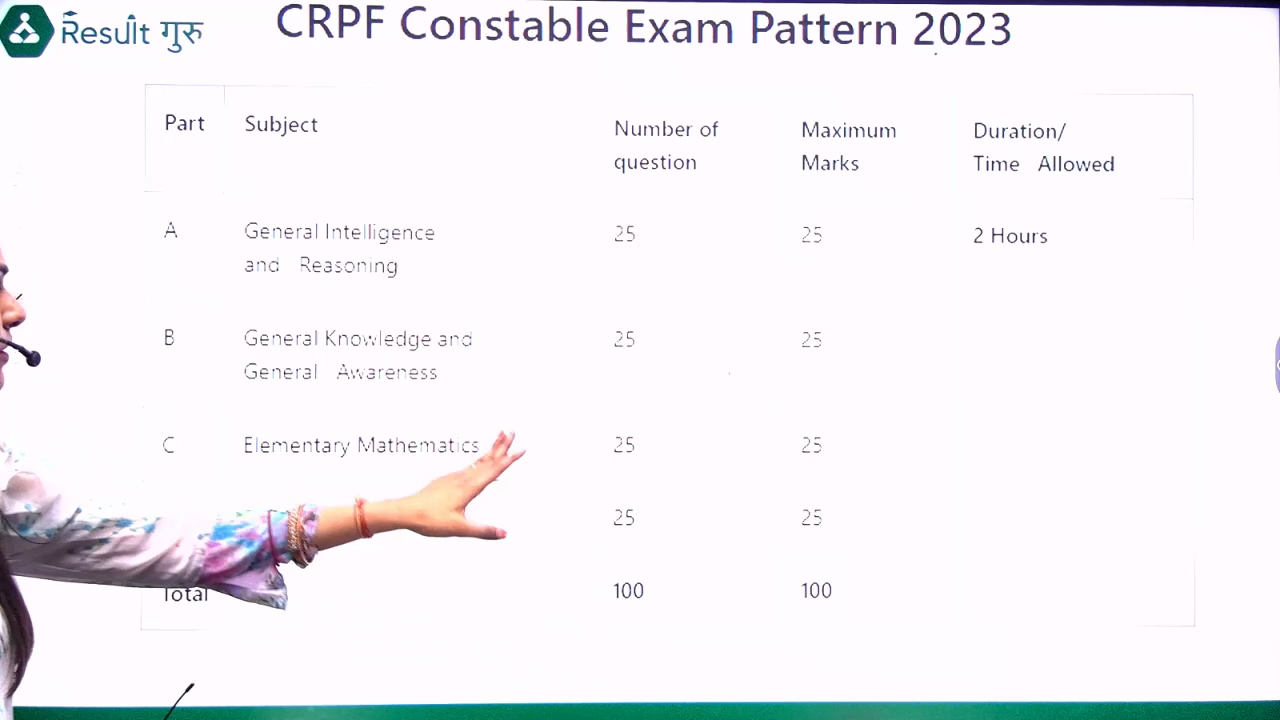 Result गुरु
CRPF Constable Exam Pattern 2023
Part Subject Number of question Maximum Marks Duration/ Time Allowed
A General Intelligence and Reasoning 25 25 2 Hours
B General Knowledge and General Awareness 25 25
C Elementary Mathematics 25 25
25 25
Total 100 100